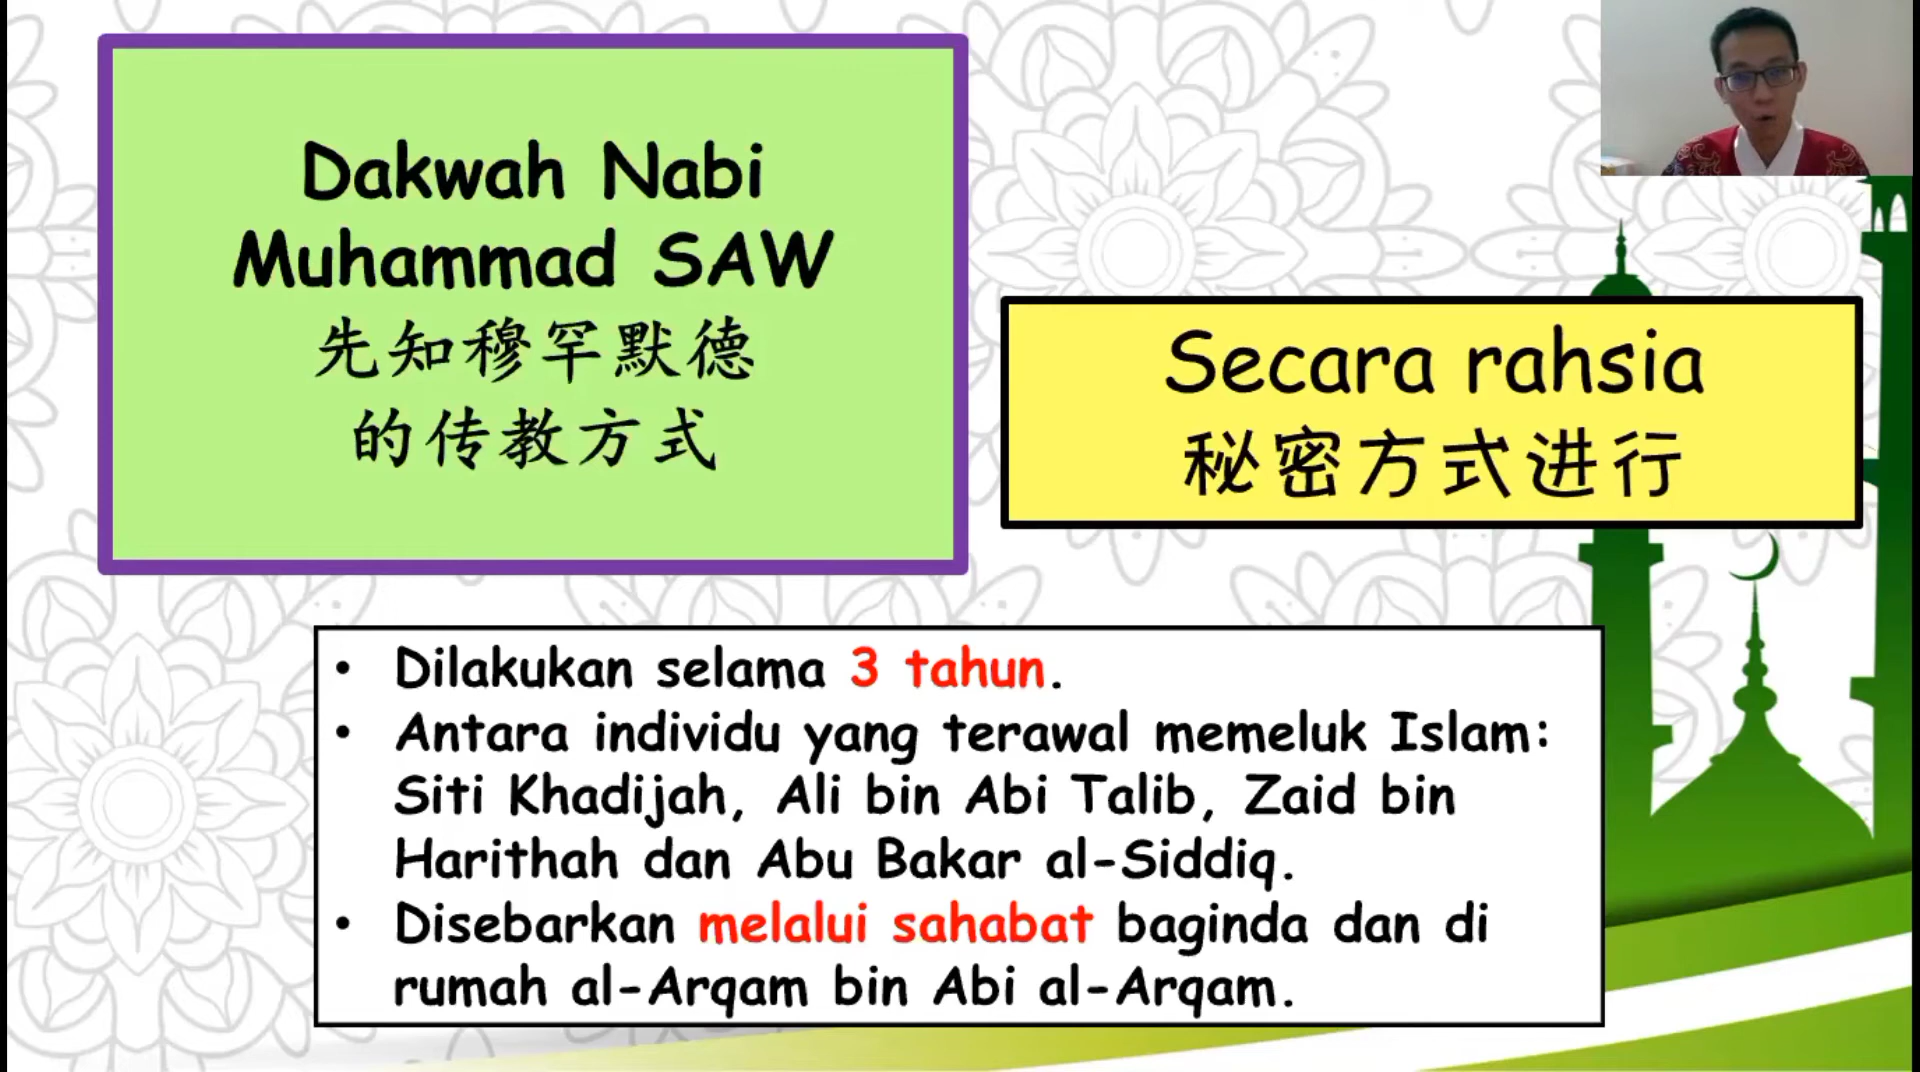 Dakwah Nabi
Muhammad SAW
先知穆罕默德
的传教方式
Secara rahsia
秘密方式进行
• Dilakukan selama 3 tahun.
• Antara individu yang terawal memeluk Islam:
Siti Khadijah, Ali bin Abi Talib, Zaid bin
Harithah dan Abu Bakar al-Siddiq.
• Disebarkan melalui sahabat baginda dan di
rumah al-Arqam bin Abi al-Arqam.